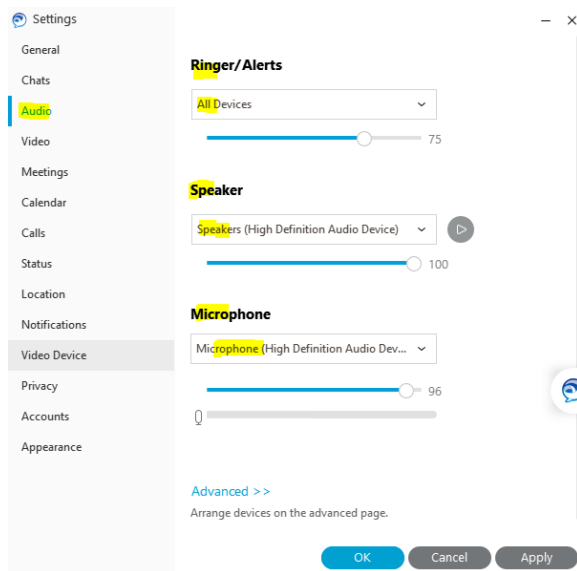 Settings
General
Chats
Audio
Video
Meetings
Calendar
Calls
Status
Location
Notifications
Video Device
Privacy
Accounts
Appearance
Ringer/Alerts
All Devices
75
Speaker
Speakers (High Definition Audio Device)
100
Microphone
Microphone (High Definition Audio Dev...
96
Advanced >>
Arrange devices on the advanced page.
OK Cancel Apply